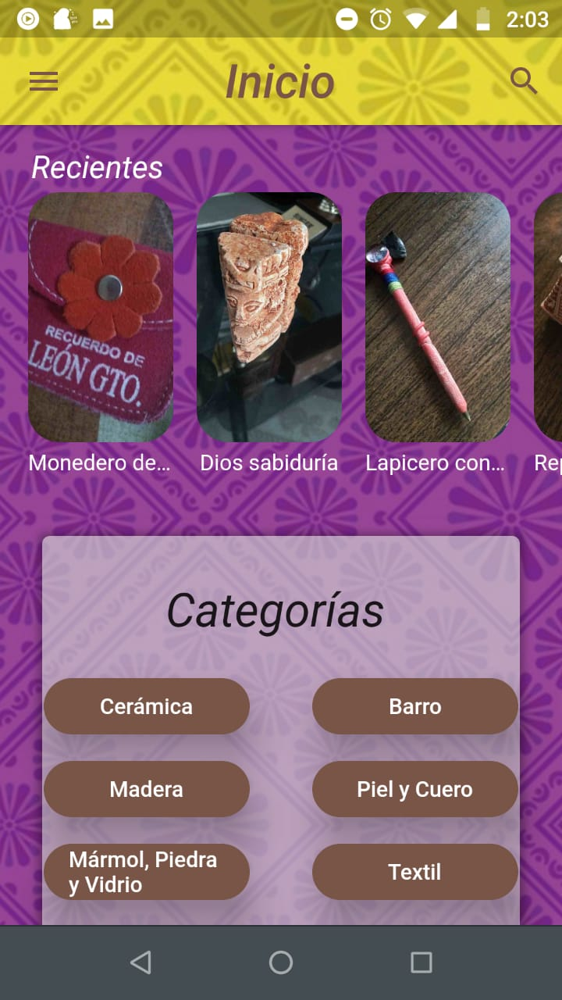 2:03
Inicio
Recientes
RECUERDO DE
LEÓN GTO.
Monedero de... Dios sabiduría Lapicero con... Rep
Categorías
Cerámica Barro
Madera Piel y Cuero
Mármol, Piedra
y Vidrio
Textil